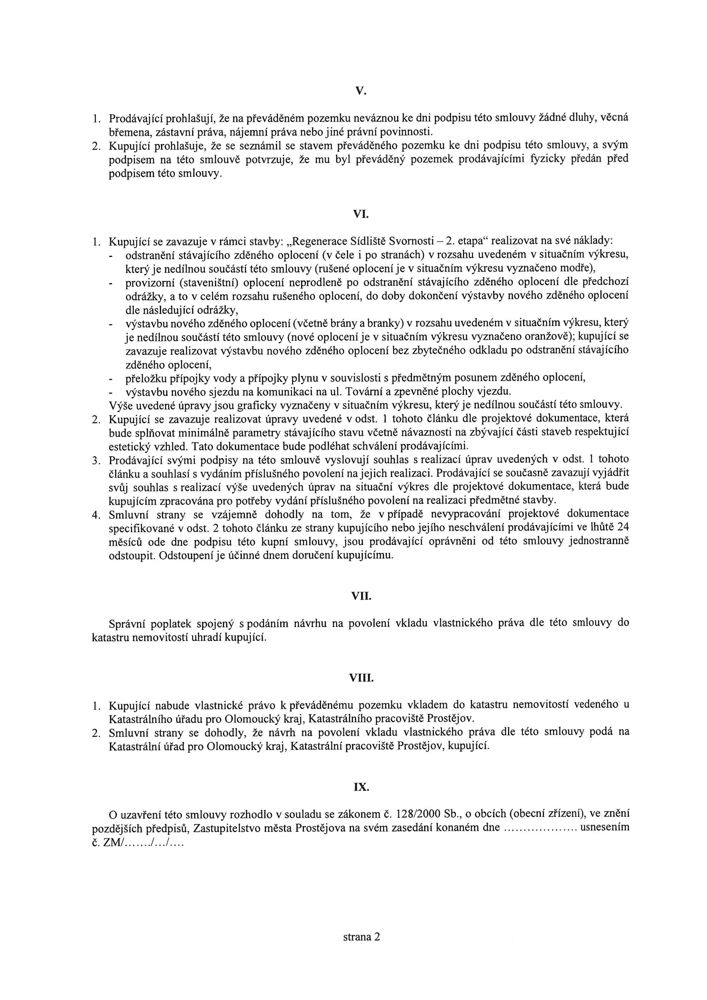 V.
1. Prodávající prohlašují, že na převáděném pozemku neváznou ke dni podpisu této smlouvy žádné dluhy, věcná
břemena, zástavní práva, nájemní práva nebo jiné právní povinnosti.
2. Kupující prohlašuje, že se seznámil se stavem převáděného pozemku ke dni podpisu této smlouvy, a svým
podpisem na této smlouvě potvrzuje, že mu byl převáděný pozemek prodávajícími fyzicky předán před
podpisem této smlouvy.
VI.
1. Kupující se zavazuje v rámci stavby: „Regenerace Sídliště Svornosti – 2. etapa“ realizovat na své náklady:
- odstranění stávajícího zděného oplocení (v čele i po stranách) v rozsahu uvedeném v situačním výkresu,
který je nedílnou součástí této smlouvy (rušené oplocení je v situačním výkresu vyznačeno modře),
- provizorní (staveništní) oplocení neprodleně po odstranění stávajícího zděného oplocení dle předchozí
odrážky, a to v celém rozsahu rušeného oplocení, do doby dokončení výstavby nového zděného oplocení
dle následující odrážky,
- výstavbu nového zděného oplocení (včetně brány a branky) v rozsahu uvedeném v situačním výkresu, který
je nedílnou součástí této smlouvy (nové oplocení je v situačním výkresu vyznačeno oranžově); kupující se
zavazuje realizovat výstavbu nového zděného oplocení bez zbytečného odkladu po odstranění stávajícího
zděného oplocení,
- přeložku přípojky vody a přípojky plynu v souvislosti s předmětným posunem zděného oplocení,
- výstavbu nového sjezdu na komunikaci na ul. Tovární a zpevněné plochy vjezdu.
Výše uvedené úpravy jsou graficky vyznačeny v situačním výkresu, který je nedílnou součástí této smlouvy.
2. Kupující se zavazuje realizovat úpravy uvedené v odst. 1 tohoto článku dle projektové dokumentace, která
bude splňovat minimálně parametry stávajícího stavu včetně návaznosti na zbývající části staveb respektující
estetický vzhled. Tato dokumentace bude podléhat schválení prodávajícími.
3. Prodávající svými podpisy na této smlouvě vyslovují souhlas s realizací úprav uvedených v odst. 1 tohoto
článku a souhlasí s vydáním příslušného povolení na jejich realizaci. Prodávající se současně zavazují vyjádřit
svůj souhlas s realizací výše uvedených úprav na situační výkres dle projektové dokumentace, která bude
kupujícím zpracována pro potřeby vydání příslušného povolení na realizaci předmětné stavby.
4. Smluvní strany se vzájemně dohodly na tom, že v případě nevypracování projektové dokumentace
specifikované v odst. 2 tohoto článku ze strany kupujícího nebo jejího neschválení prodávajícími ve lhůtě 24
měsíců ode dne podpisu této kupní smlouvy, jsou prodávající oprávněni od této smlouvy jednostranně
odstoupit. Odstoupení je účinné dnem doručení kupujícímu.
VII.
Správní poplatek spojený s podáním návrhu na povolení vkladu vlastnického práva dle této smlouvy do
katastru nemovitostí uhradí kupující.
VIII.
1. Kupující nabude vlastnické právo k převáděnému pozemku vkladem do katastru nemovitostí vedeného u
Katastrálního úřadu pro Olomoucký kraj, Katastrálního pracoviště Prostějov.
2. Smluvní strany se dohodly, že návrh na povolení vkladu vlastnického práva dle této smlouvy podá na
Katastrální úřad pro Olomoucký kraj, Katastrální pracoviště Prostějov, kupující.
IX.
O uzavření této smlouvy rozhodlo v souladu se zákonem č. 128/2000 Sb., o obcích (obecní zřízení), ve znění
pozdějších předpisů, Zastupitelstvo města Prostějova na svém zasedání konaném dne ................... usnesením
č. ZM/......./.../....
strana 2